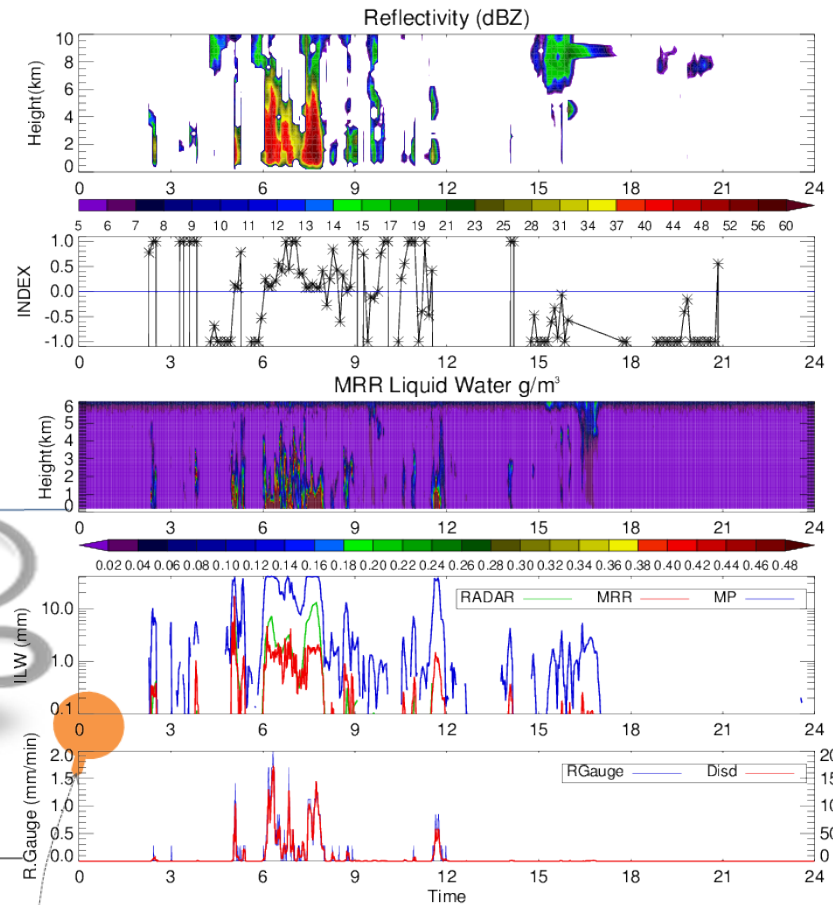 Reflectivity (dBZ)
10
8
6
4
2
0
Height(km)
0 3 6 9 12 15 18 21 24
5 6 7 8 9 10 11 12 13 14 15 17 19 21 23 25 28 31 34 37 40 44 48 52 56 60
1.0
0.5
0.0
-0.5
-1.0
INDEX
0 3 6 9 12 15 18 21 24
MRR Liquid Water g/m³
6
5
4
3
2
1
0
Height(km)
0 3 6 9 12 15 18 21 24
0.02 0.04 0.06 0.08 0.10 0.12 0.14 0.16 0.18 0.20 0.22 0.24 0.26 0.28 0.30 0.32 0.34 0.36 0.38 0.40 0.42 0.44 0.46 0.48
RADAR MRR MP
10.0
1.0
0.1
ILW (mm)
0 3 6 9 12 15 18 21 24
RGauge Disd
2.0 20
1.5 15
1.0 10
0.5 50
0.0 0
R.Gauge (mm/min)
0 3 6 9 12 15 18 21 24
Time